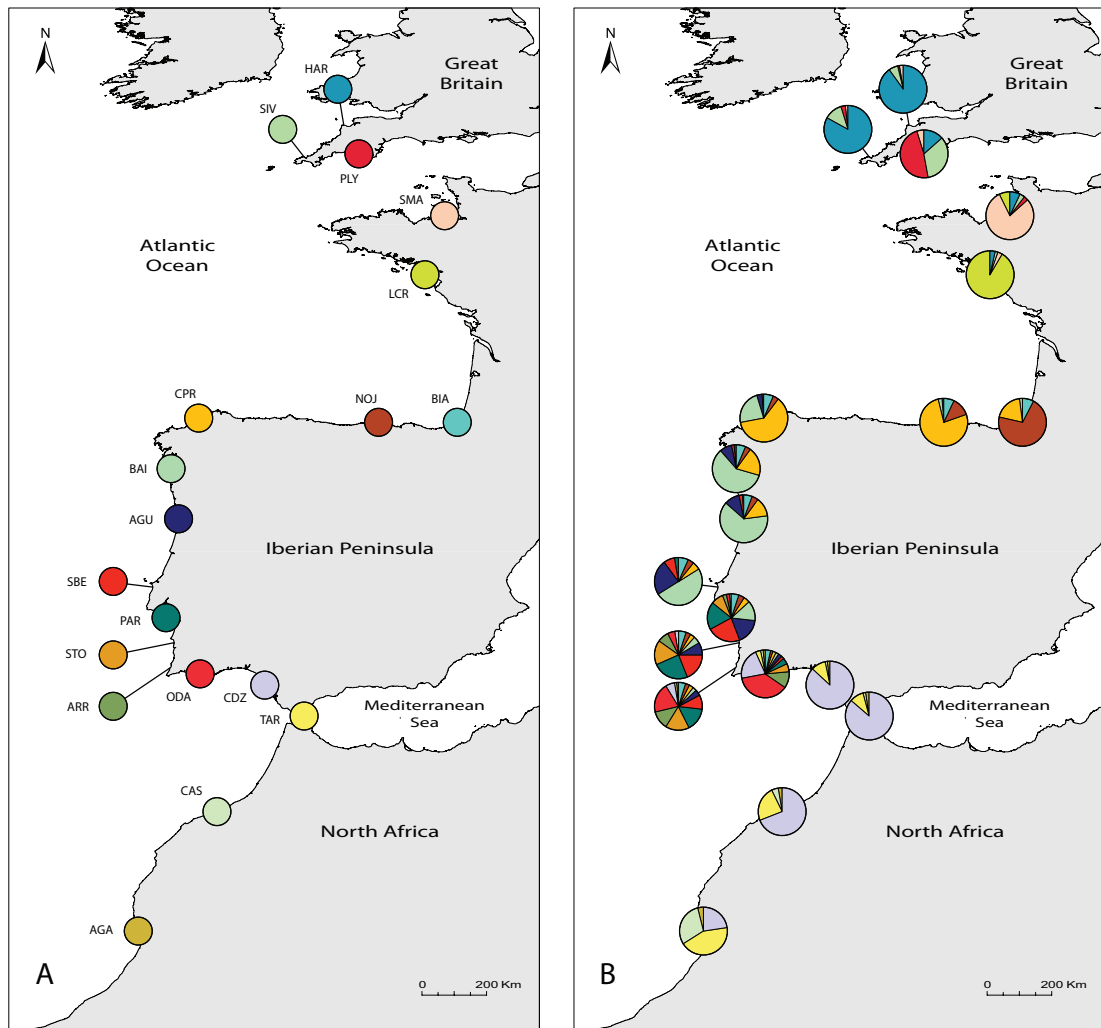 N
Great
Britain
HAR
SIV
PLY
SMA
Atlantic
Ocean
LCR
CPR
NOJ
BIA
BAI
AGU
Iberian Peninsula
SBE
PAR
STO
ODA
CDZ
ARR
TAR
Mediterranean
Sea
CAS
North Africa
AGA
A
0 200 Km
N
Great
Britain
Atlantic
Ocean
Iberian Peninsula
Mediterranean
Sea
North Africa
B
0 200 Km